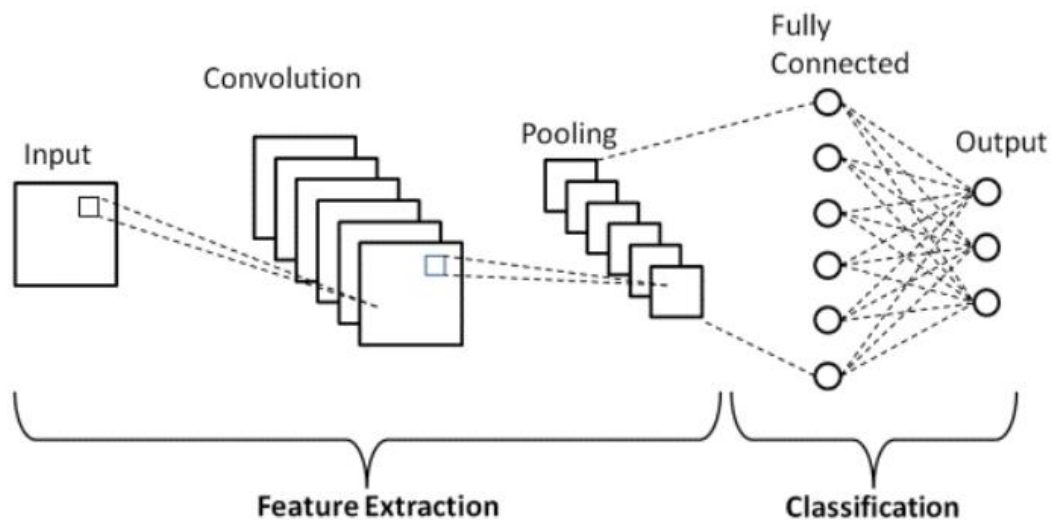 Fully
Connected
Convolution
Pooling
Output
Input
Feature Extraction
Classification